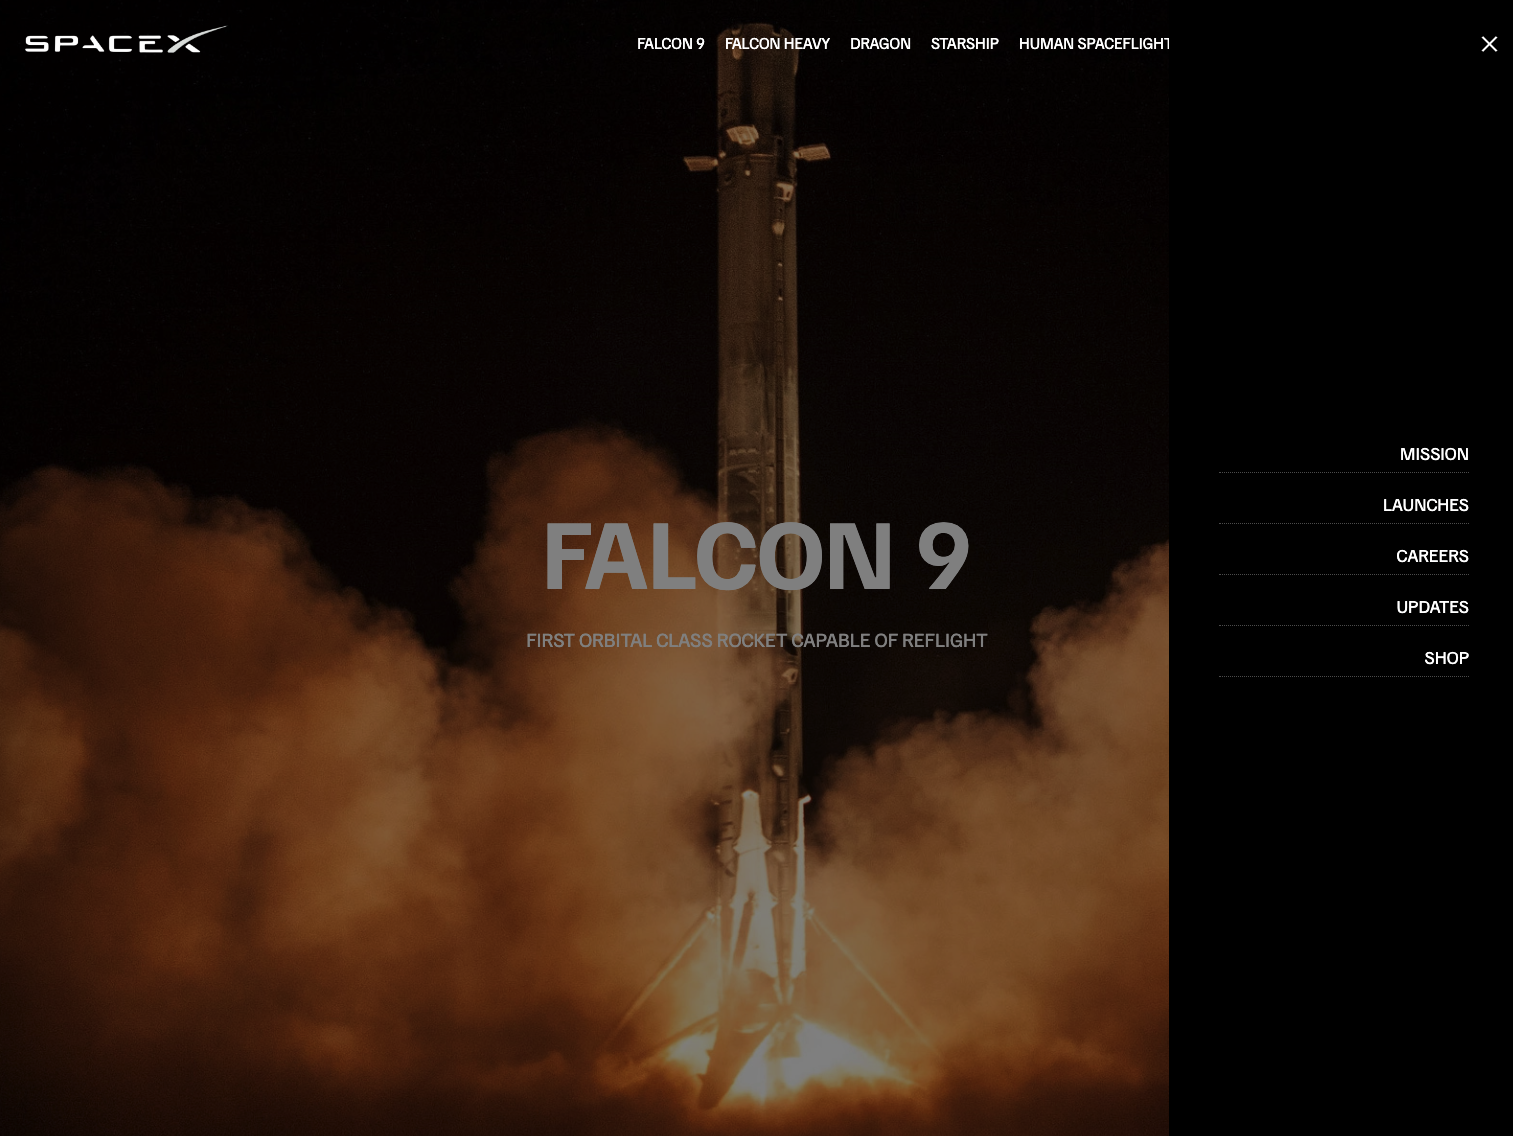 SPACEX
FALCON 9 FALCON HEAVY DRAGON STARSHIP HUMAN SPACEFLIGHT
MISSION
LAUNCHES
FALCON 9
CAREERS
UPDATES
FIRST ORBITAL CLASS ROCKET CAPABLE OF REFLIGHT
SHOP